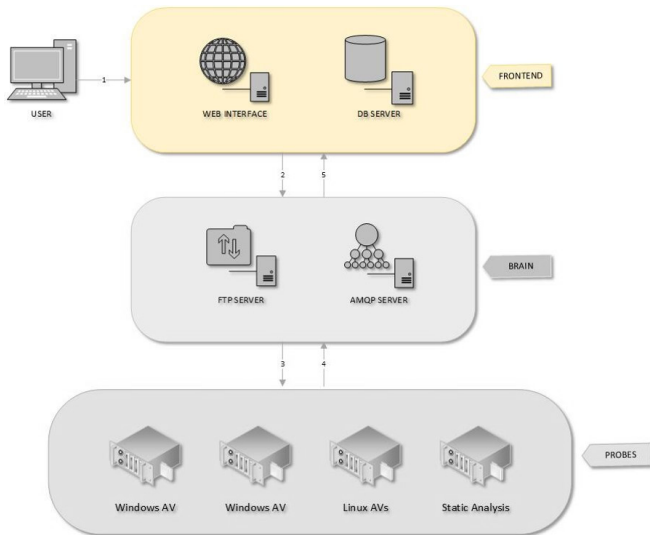 1
USER
WEB INTERFACE
DB SERVER
FRONTEND
2
5
FTP SERVER
AMQP SERVER
BRAIN
3
4
Windows AV
Windows AV
Linux AVs
Static Analysis
PROBES